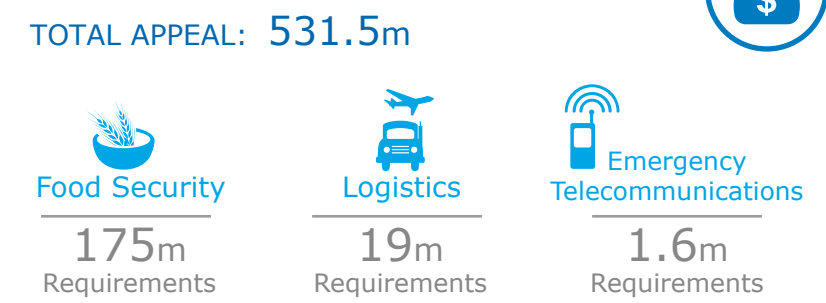 $
TOTAL APPEAL: 531.5m
Food Security
Logistics
Emergency
Telecommunications
175m
Requirements
19m
Requirements
1.6m
Requirements